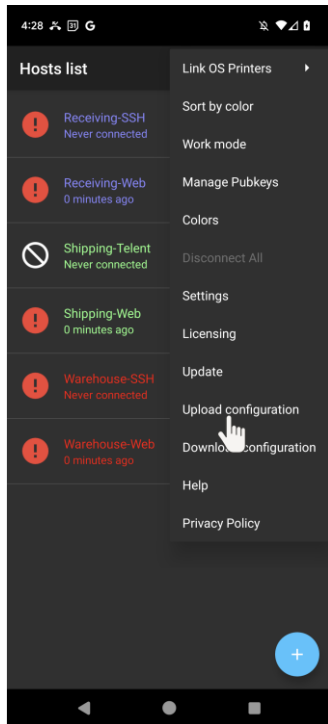 4:28 31 G
Hosts list
Receiving-SSH
Never connected
Receiving-Web
0 minutes ago
Shipping-Telent
Never connected
Shipping-Web
0 minutes ago
Warehouse-SSH
Never connected
Warehouse-Web
0 minutes ago
Link OS Printers
Sort by color
Work mode
Manage Pubkeys
Colors
Disconnect All
Settings
Licensing
Update
Upload configuration
Download configuration
Help
Privacy Policy
+